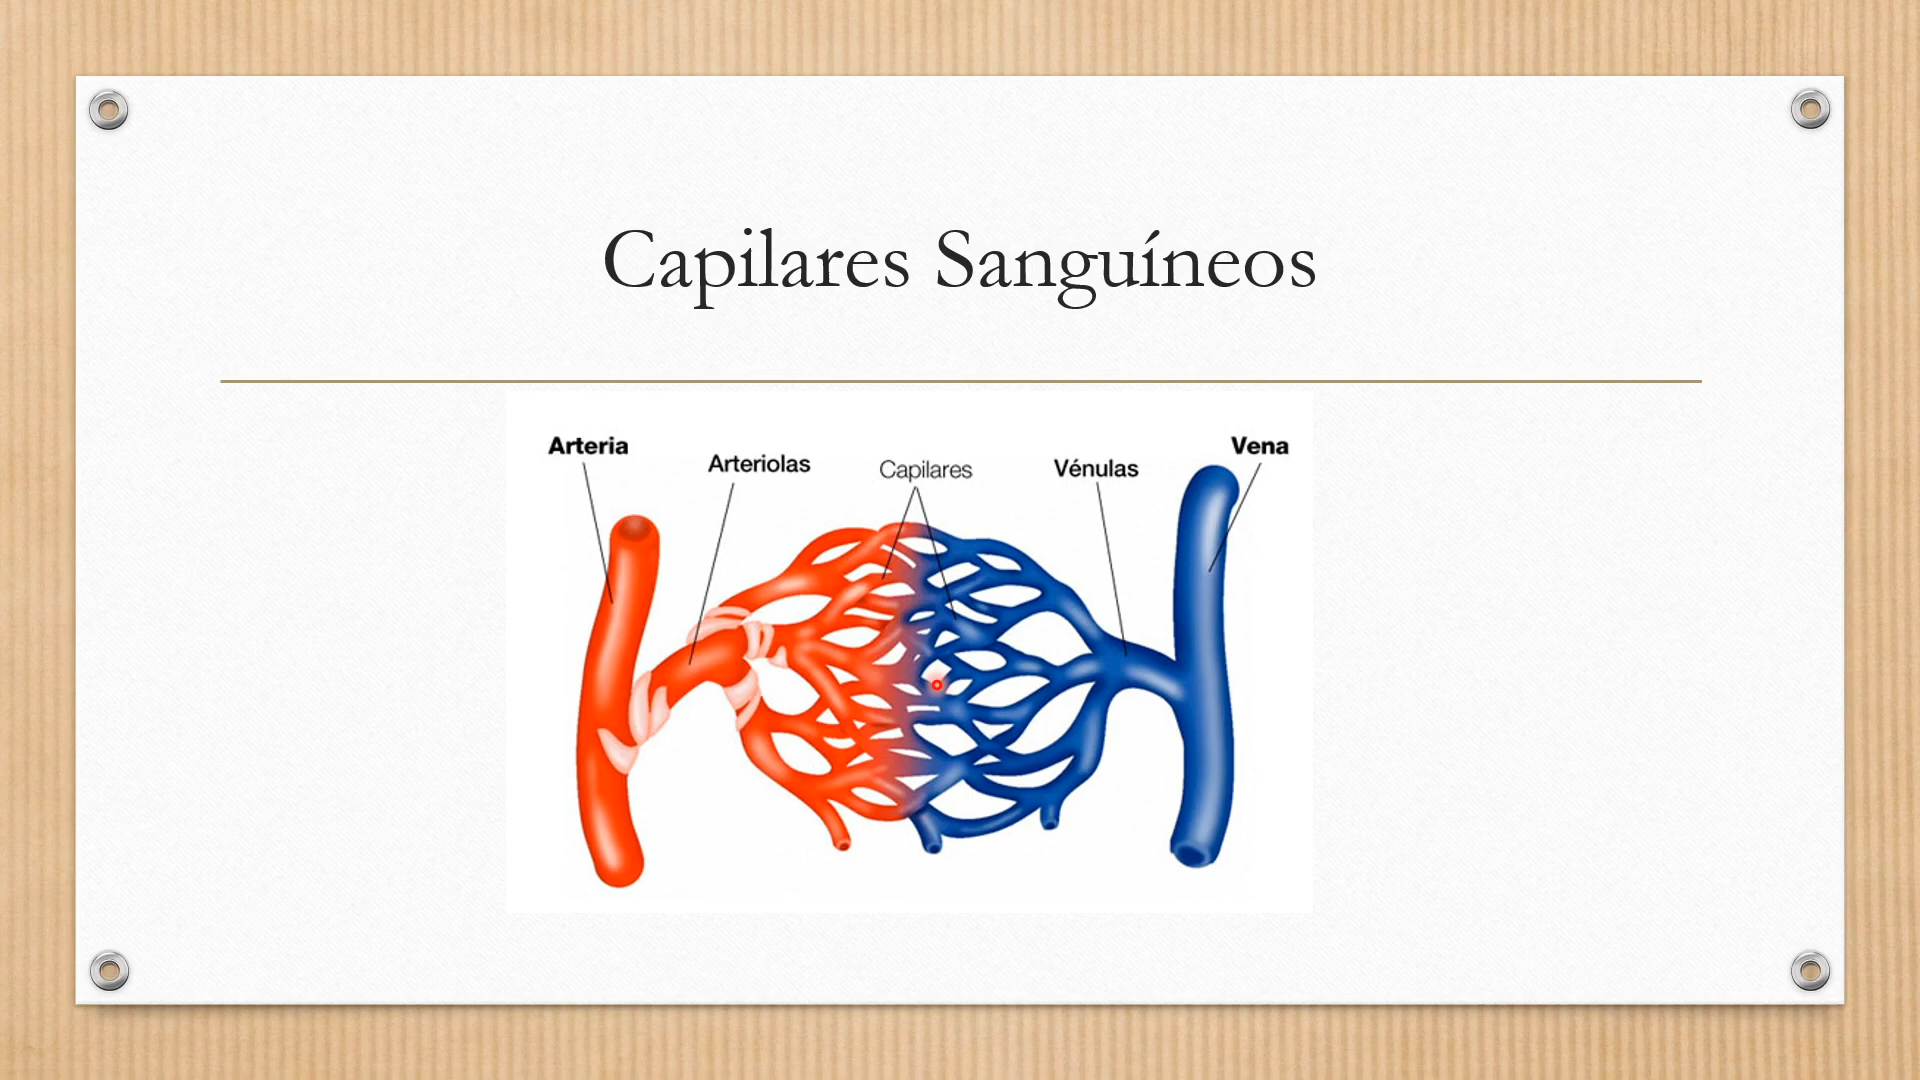 Capilares Sanguíneos
Arteria
Arteriolas
Capilares
Vénulas
Vena